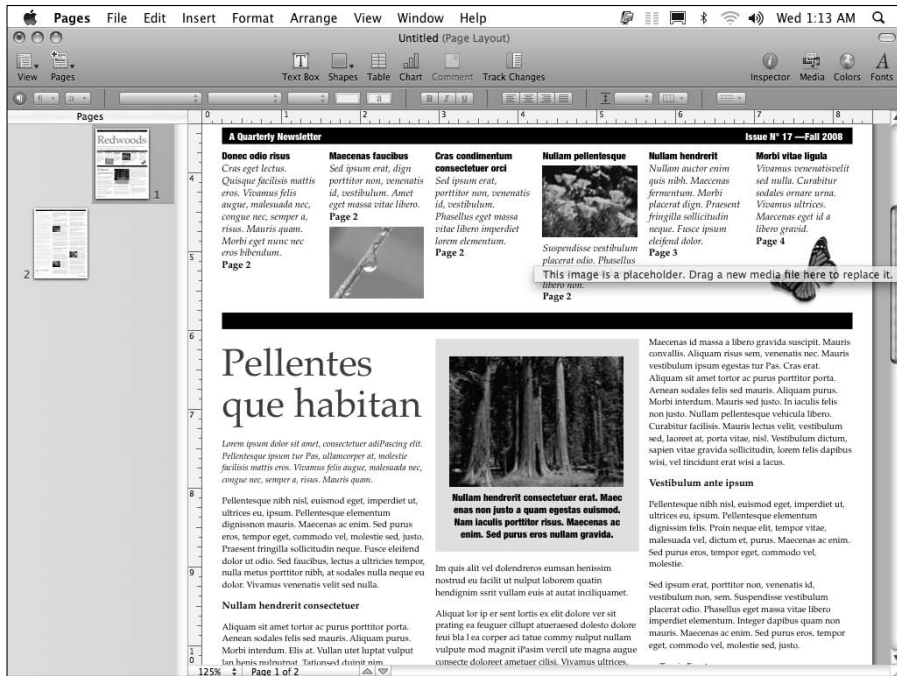 Pages File Edit Insert Format Arrange View Window Help Wed 1:13 AM
Untitled (Page Layout)
View Pages Text Box Shapes Table Chart Comment Track Changes Inspector Media Colors Fonts
¶ a B I U a
Pages
0 1 2 3 4 5 6 7 8
Redwoods
1
2
4
5
6
7
8
9
1
0
A Quarterly Newsletter Issue N° 17 —Fall 2008
Donec odio risus
Cras eget lectus.
Quisque facilisis mattis
eros. Vivamus felis
augue, malesuada nec,
congue nec, semper a,
risus. Mauris quam.
Morbi eget nunc nec
eros bibendum.
Page 2
Maecenas faucibus
Sed ipsum dign
porttitor non, venenatis
id, vestibulum. Amet
eget massa vitae libero.
Page 2
Cras condimentum
consectetuer orci
Sed ipsum erat,
porttitor non, venenatis
id, vestibulum.
Phasellus eget massa
vitae libero imperdiet
lorem elementum.
Page 2
Nullam pellentesque
Suspendisse vestibulum
placerat odio. Phasellus
libero non.
Page 2
Nullam hendrerit
Nullam auctor enim
quis nibh. Maecenas
fermentum. Morbi
placerat dign. Praesent
fringilla sollicitudin
neque. Fusce ipsum
eleifend dolor.
Page 3
Morbi vitae ligula
Vivamus venenatisvelit
sed nulla. Curabitur
sodales ornare urna.
Vivamus ultrices.
Maecenas eget id a
libero gravid.
Page 4
This image is a placeholder. Drag a new media file here to replace it.
Pellentes
que habitan
Lorem ipsum dolor sit amet, consectetuer adiPascing elit.
Pellentesque ipsum tur Pas, ullamcorper at, molestie
facilisis mattis eros. Vivamus felis augue, malesuada nec,
congue nec, semper a, risus. Mauris quam.
Pellentesque nibh nisl, euismod eget, imperdiet ut,
ultrices eu, ipsum. Pellentesque elementum
dignissnon mauris. Maecenas ac enim. Sed purus
eros, tempor eget, commodo vel, molestie sed, justo.
Praesent fringilla sollicitudin neque. Fusce eleifend
dolor ut odio. Sed faucibus, lectus a ultricies tempor,
nulla metus porttitor nibh, at sodales nulla neque eu
dolor. Vivamus venenatis velit sed nulla.
Nullam hendrerit consectetuer
Aliquam sit amet tortor ac purus porttitor porta.
Aenean sodales felis sed mauris. Aliquam purus.
Morbi interdum. Elis at. Vullan utet luptat vulput
lan henis nulputpat. Tationsed duipit nim
Nullam hendrerit consectetuer erat. Maec
enas non justo a quam egestas euismod.
Nam iaculis porttitor risus. Maecenas ac
enim. Sed purus eros nullam gravida.
Im quis alit vel dolendreros eumsan henissim
nostrud eu facilit ut nulput loborem quatin
hendignim ssrit vullam euis at autat inciliquamet.
Aliquat lor ip er sent lortis ex elit dolore ver sit
prating ea feuguer cillupt atueraesed dolesto dolore
feui bla l ea corper aci tatue commy nulput nullam
vulpute mod magnit iPasim vercil ute magna augue
consecte doloreet ametuer cilisi. Vivamus ultrices.
Maecenas id massa a libero gravida suscipit. Mauris
convallis. Aliquam risus sem, venenatis nec. Mauris
vestibulum ipsum egestas tur Pas. Cras erat.
Aliquam sit amet tortor ac purus porttitor porta.
Aenean sodales felis sed mauris. Aliquam purus.
Morbi interdum. Mauris sed justo. In iaculis felis
non justo. Nullam pellentesque vehicula libero.
Curabitur facilisis. Mauris lectus velit, vestibulum
sed, laoreet at, porta vitae, nisl. Vestibulum dictum,
sapien vitae gravida sollicitudin, lorem felis dapibus
wisi, vel tincidunt erat wisi a lacus.
Vestibulum ante ipsum
Pellentesque nibh nisl, euismod eget, imperdiet ut,
ultrices eu, ipsum. Pellentesque elementum
dignissim felis. Proin neque elit, tempor vitae,
malesuada vel, dictum et, purus. Maecenas ac enim.
Sed purus eros, tempor eget, commodo vel,
molestie.
Sed ipsum erat, porttitor non, venenatis id,
vestibulum non, sem. Suspendisse vestibulum
placerat odio. Phasellus eget massa vitae libero
imperdiet elementum. Integer dapibus quam non
mauris. Maecenas ac enim. Sed purus eros, tempor
eget, commodo vel, molestie sed, justo.
125% Page 1 of 2